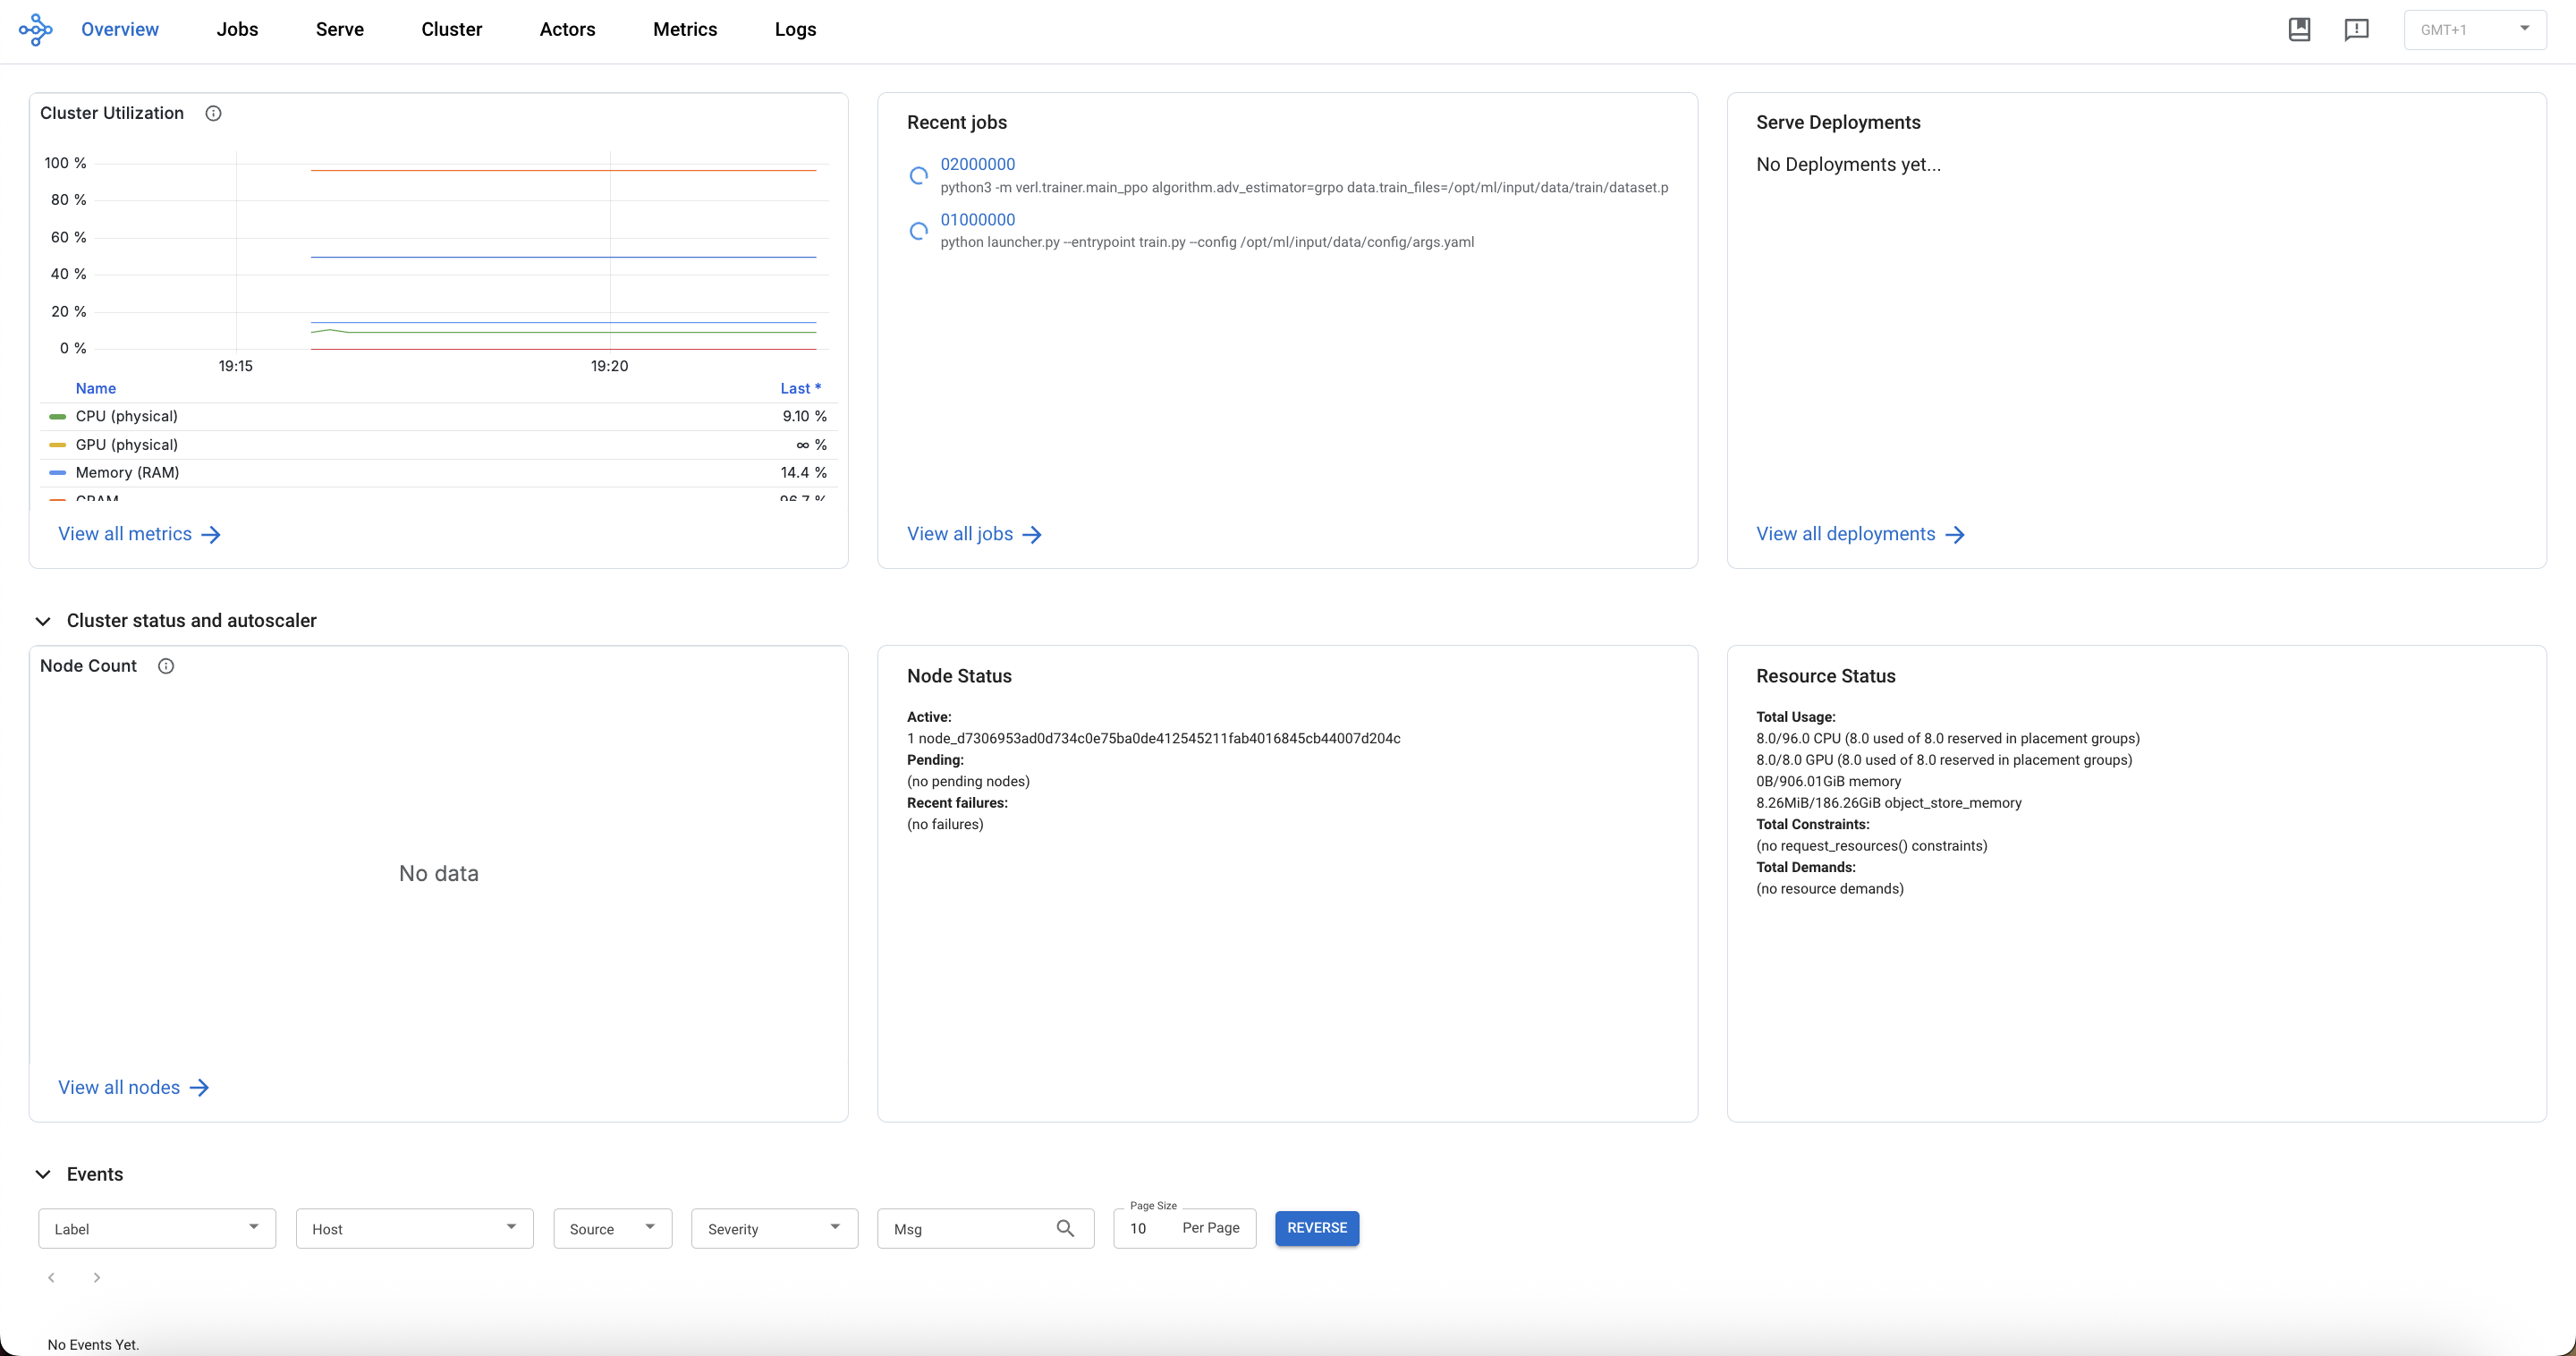 Overview Jobs Serve Cluster Actors Metrics Logs GMT+1
Cluster Utilization
100 %
80 %
60 %
40 %
20 %
0 %
19:15 19:20
Name Last *
CPU (physical) 9.10 %
GPU (physical) ∞ %
Memory (RAM) 14.4 %
GRAM 96.7 %
View all metrics
Recent jobs
02000000
python3 -m verl.trainer.main_ppo algorithm.adv_estimator=grpo data.train_files=/opt/ml/input/data/train/dataset.p
01000000
python launcher.py --entrypoint train.py --config /opt/ml/input/data/config/args.yaml
View all jobs
Serve Deployments
No Deployments yet...
View all deployments
Cluster status and autoscaler
Node Count
No data
View all nodes
Node Status
Active:
1 node_d7306953ad0d734c0e75ba0de412545211fab4016845cb44007d204c
Pending:
(no pending nodes)
Recent failures:
(no failures)
Resource Status
Total Usage:
8.0/96.0 CPU (8.0 used of 8.0 reserved in placement groups)
8.0/8.0 GPU (8.0 used of 8.0 reserved in placement groups)
0B/906.01GiB memory
8.26MiB/186.26GiB object_store_memory
Total Constraints:
(no request_resources() constraints)
Total Demands:
(no resource demands)
Events
Page Size
Label Host Source Severity Msg 10 Per Page REVERSE
No Events Yet.